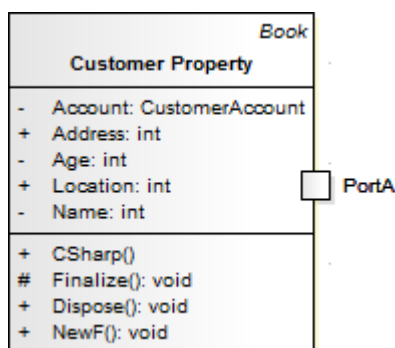 Book
Customer Property
- Account: CustomerAccount
+ Address: int
- Age: int
+ Location: int
- Name: int
PortA
+ CSharp()
# Finalize(): void
+ Dispose(): void
+ NewF(): void